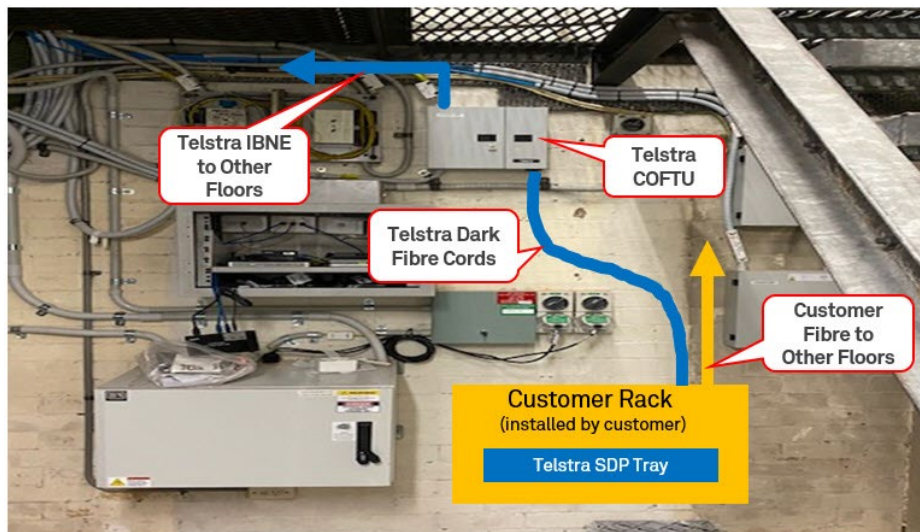 Telstra IBNE
to Other
Floors
Telstra
COFTU
Telstra Dark
Fibre Cords
Customer
Fibre to
Other Floors
Customer Rack
(installed by customer)
Telstra SDP Tray